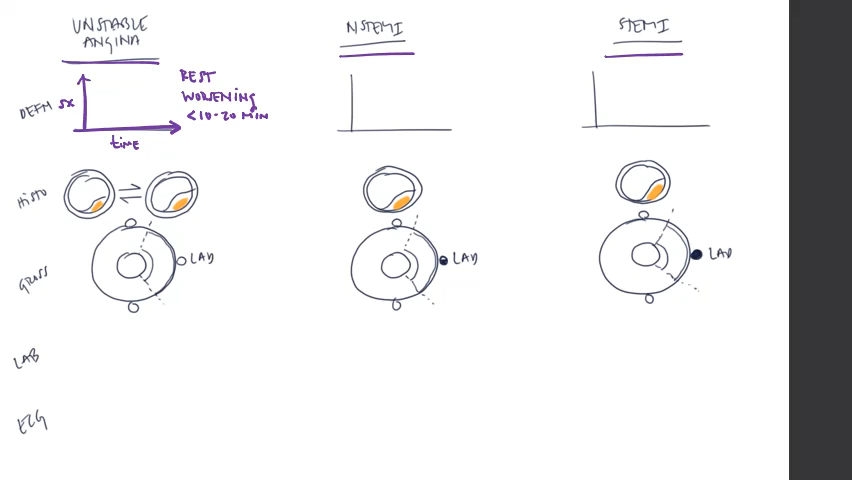 UNSTABLE
ANGINA
NSTEMI
STEMI
DEFN
SX
REST
WORSENING
<10-20 MIN
time
HISTO
LAD
LAD
LAD
GROSS
LAB
ECG